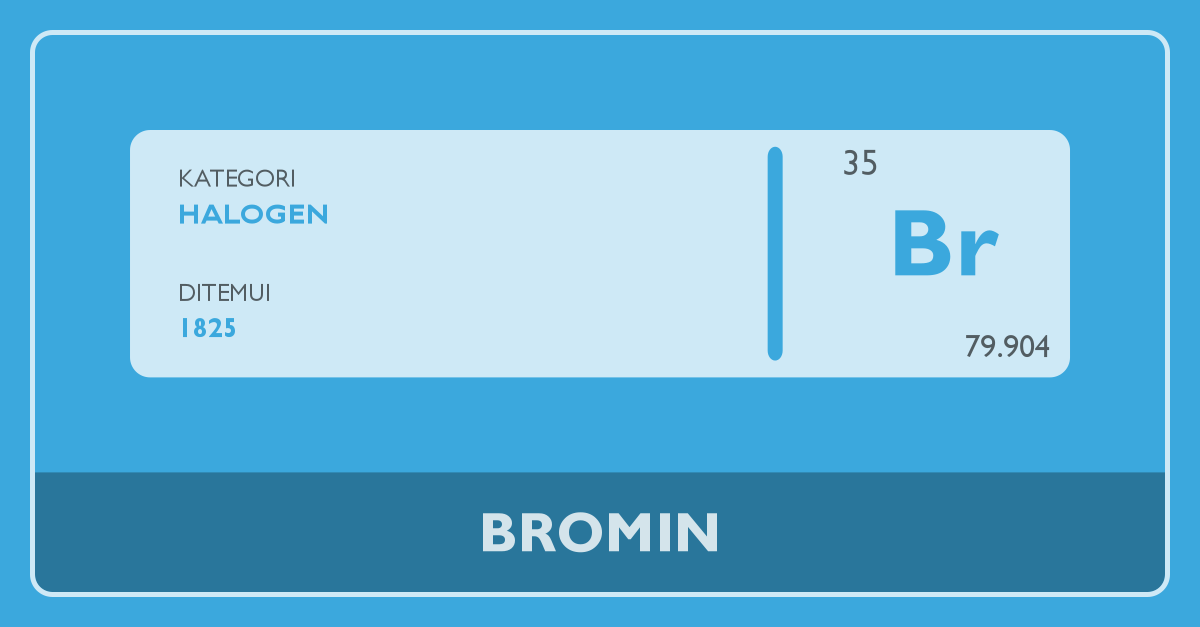 KATEGORI
HALOGEN
DITEMUI
1825
35
Br
79.904
BROMIN